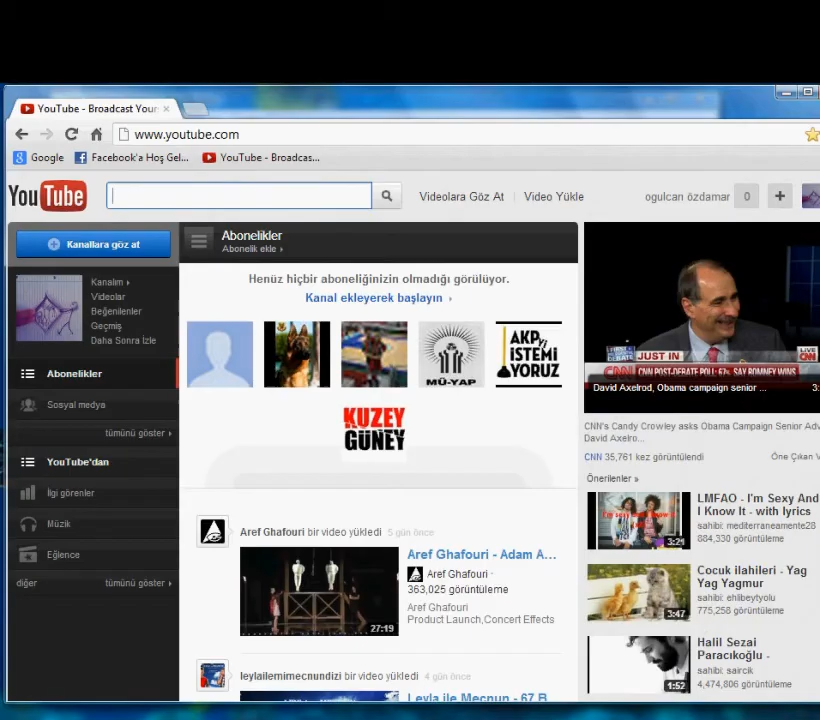 YouTube - Broadcast Your
www.youtube.com
Google
Facebook'a Hoş Gel...
YouTube - Broadcas...
YouTube
Videolara Göz At
Video Yükle
ogulcan özdamar
0
Kanallara göz at
Kanalım
Videolar
Beğenilenler
Geçmiş
Daha Sonra İzle
Abonelikler
Sosyal medya
tümünü göster
YouTube'dan
İlgi görenler
Müzik
Eğlence
diğer
tümünü göster
Abonelikler
Abonelik ekle
Henüz hiçbir aboneliğinizin olmadığı görülüyor.
Kanal ekleyerek başlayın
MÜ-YAP
AKP'yi
İSTEMİ
YORUZ
KUZEY
GÜNEY
Aref Ghafouri bir video yükledi 5 gün önce
27:19
Aref Ghafouri - Adam A...
Aref Ghafouri
363,025 görüntüleme
Aref Ghafouri
Product Launch,Concert Effects
leylailemimecnundizi bir video yükledi 4 gün önce
Leyla ile Mecnun - 67.B
JUST IN
LIVE
CNN
CNN
CNN POST-DEBATE POLL: 67% SAY ROMNEY WINS
David Axelrod, Obama campaign senior ...
3:
CNN's Candy Crowley asks Obama Campaign Senior Adv
David Axelro...
CNN 35,761 kez görüntülendi
Öne Çıkan V
Önerilenler »
3:21
LMFAO - I'm Sexy And
I Know It - with lyrics
sahibi: mediterraneamente28
884,330 görüntüleme
3:47
Cocuk ilahileri - Yag
Yag Yagmur
sahibi: ehlibeytyolu
775,258 görüntüleme
1:52
Halil Sezai
Paracıkoğlu -
sahibi: saircik
4,474,806 görüntüleme